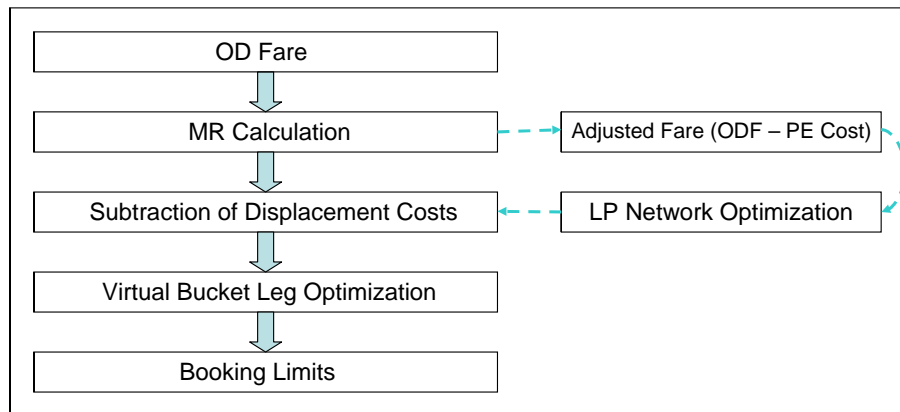 OD Fare
MR Calculation
Adjusted Fare (ODF – PE Cost)
Subtraction of Displacement Costs
LP Network Optimization
Virtual Bucket Leg Optimization
Booking Limits